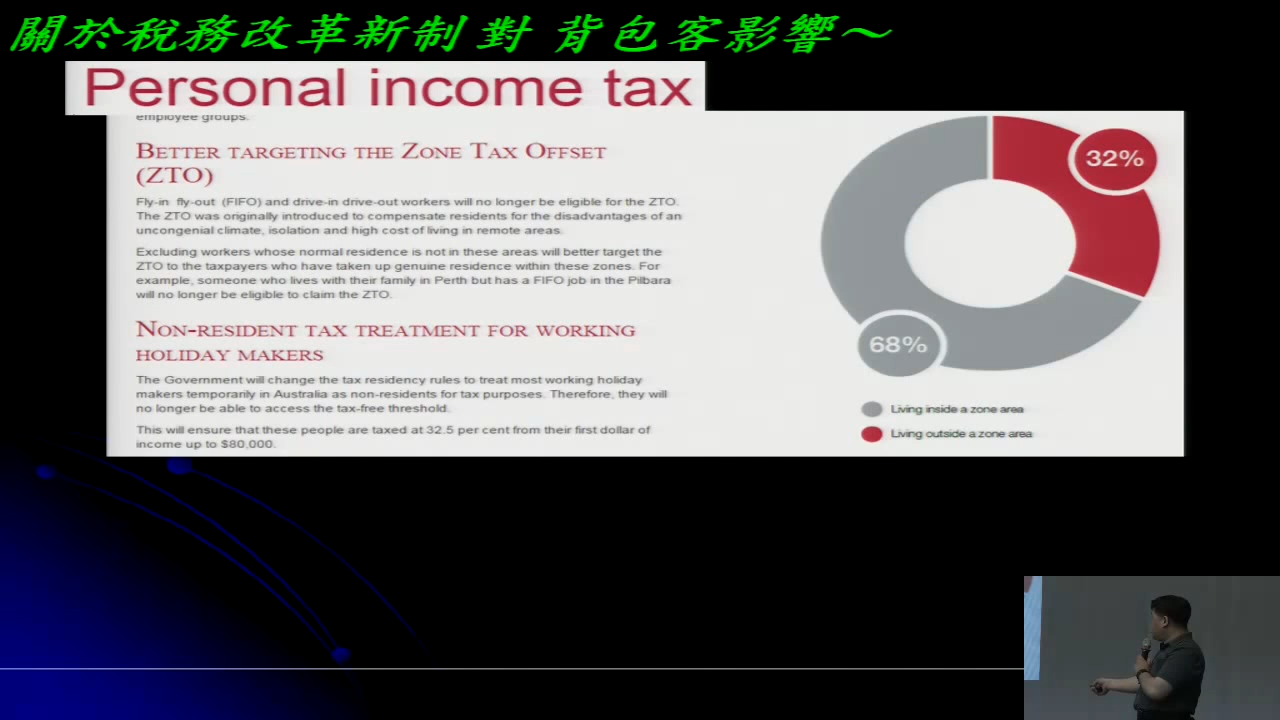 關於稅務改革新制 對 背包客影響～
Personal income tax
employee groups.
BETTER TARGETING THE ZONE TAX OFFSET
(ZTO)
Fly-in fly-out (FIFO) and drive-in drive-out workers will no longer be eligible for the ZTO.
The ZTO was originally introduced to compensate residents for the disadvantages of an
uncongenial climate, isolation and high cost of living in remote areas.
Excluding workers whose normal residence is not in these areas will better target the
ZTO to the taxpayers who have taken up genuine residence within these zones. For
example, someone who lives with their family in Perth but has a FIFO job in the Pilbara
will no longer be eligible to claim the ZTO.
NON-RESIDENT TAX TREATMENT FOR WORKING
HOLIDAY MAKERS
The Government will change the tax residency rules to treat most working holiday
makers temporarily in Australia as non-residents for tax purposes. Therefore, they will
no longer be able to access the tax-free threshold.
This will ensure that these people are taxed at 32.5 per cent from their first dollar of
income up to $80,000.
32%
68%
Living inside a zone area
Living outside a zone area